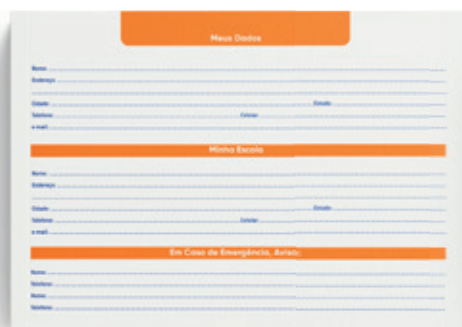 Meus Dados
Nome:
Endereço:
Cidade: Estado:
Telefone: Celular:
e-mail:
Minha Escola
Nome:
Endereço:
Cidade: Estado:
Telefone: Celular:
e-mail:
Em Caso de Emergência, Avisar:
Nome:
Telefone:
Nome:
Telefone: